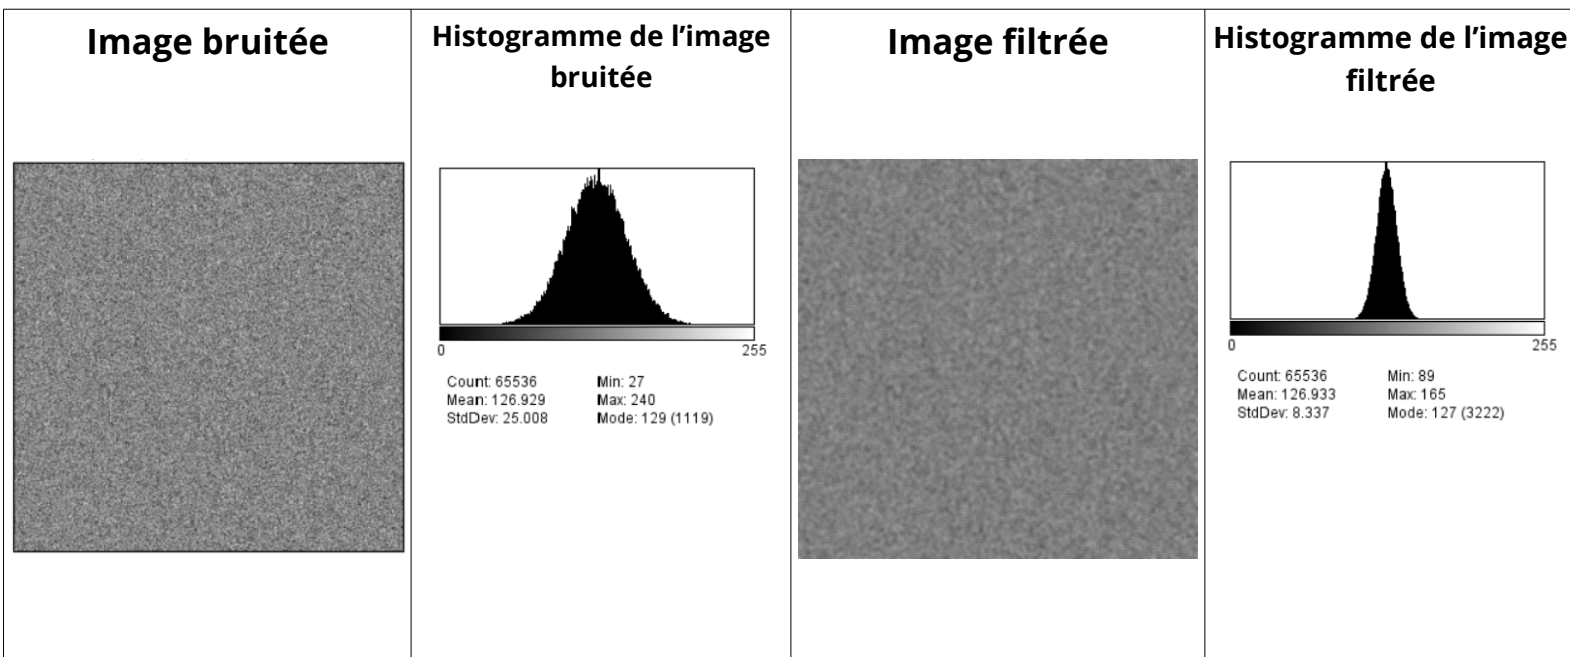 Image bruitée
Histogramme de l’image
bruitée
0 255
Count: 65536 Min: 27
Mean: 126.929 Max: 240
StdDev: 25.008 Mode: 129 (1119)
Image filtrée
Histogramme de l’image
filtrée
0 255
Count: 65536 Min: 89
Mean: 126.933 Max: 165
StdDev: 8.337 Mode: 127 (3222)